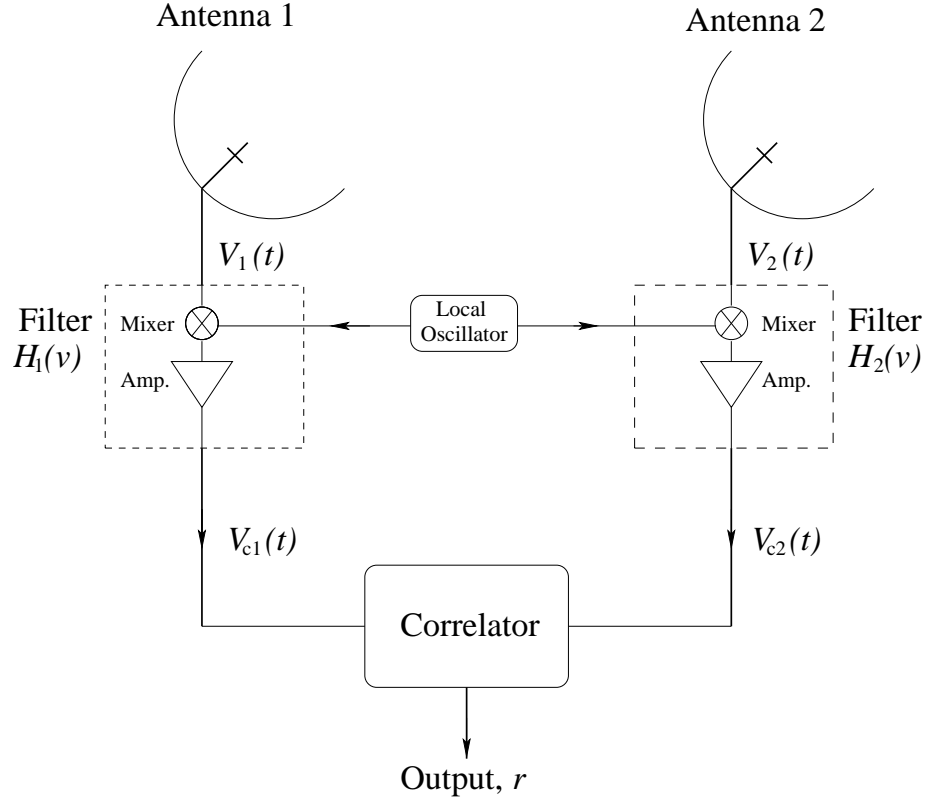 Antenna 1
Antenna 2
V1(t)
V2(t)
Filter
H1(ν)
Mixer
Amp.
Local
Oscillator
Mixer
Amp.
Filter
H2(ν)
Vc1(t)
Vc2(t)
Correlator
Output, r